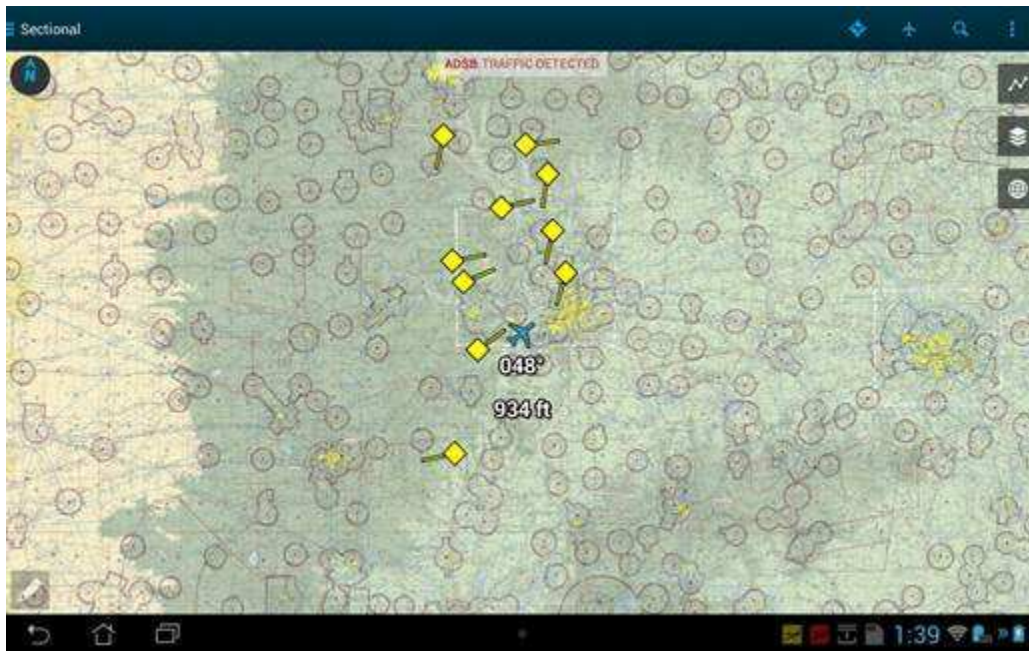 Sectional
ADSB TRAFFIC DETECTED
N
048°
934 ft
1:39